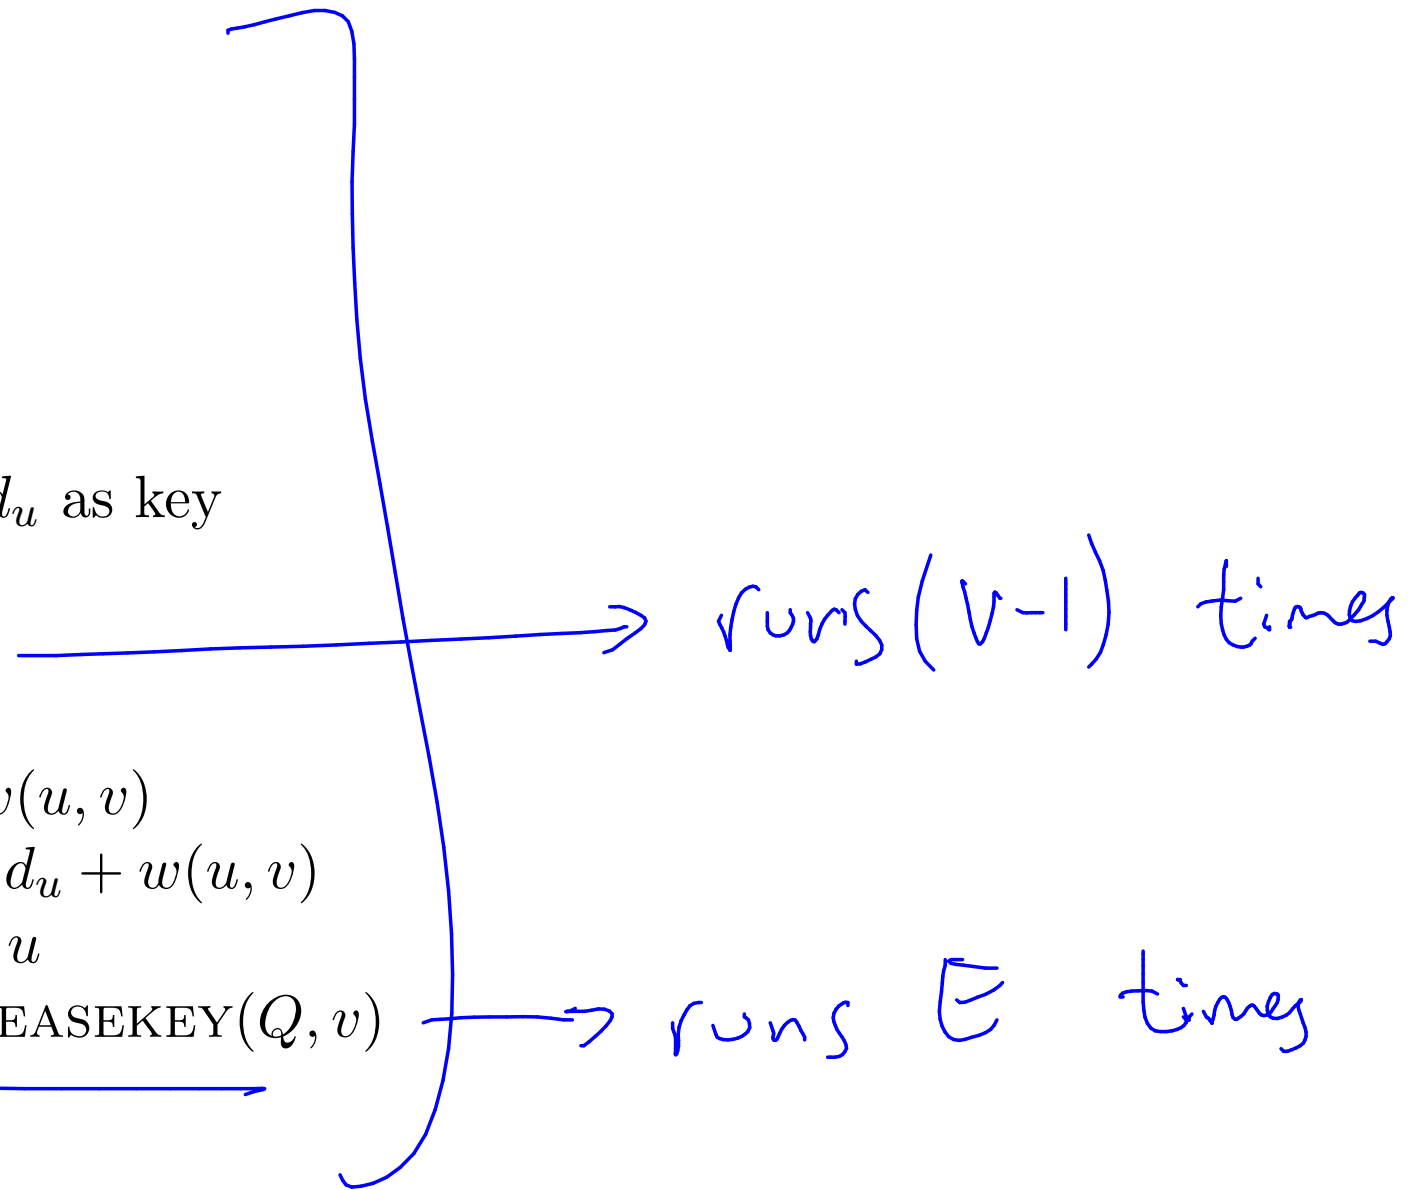 d_u as key
runs (V-1) times
w(u, v)
d_u + w(u, v)
u
EASEKEY(Q, v) → runs E times